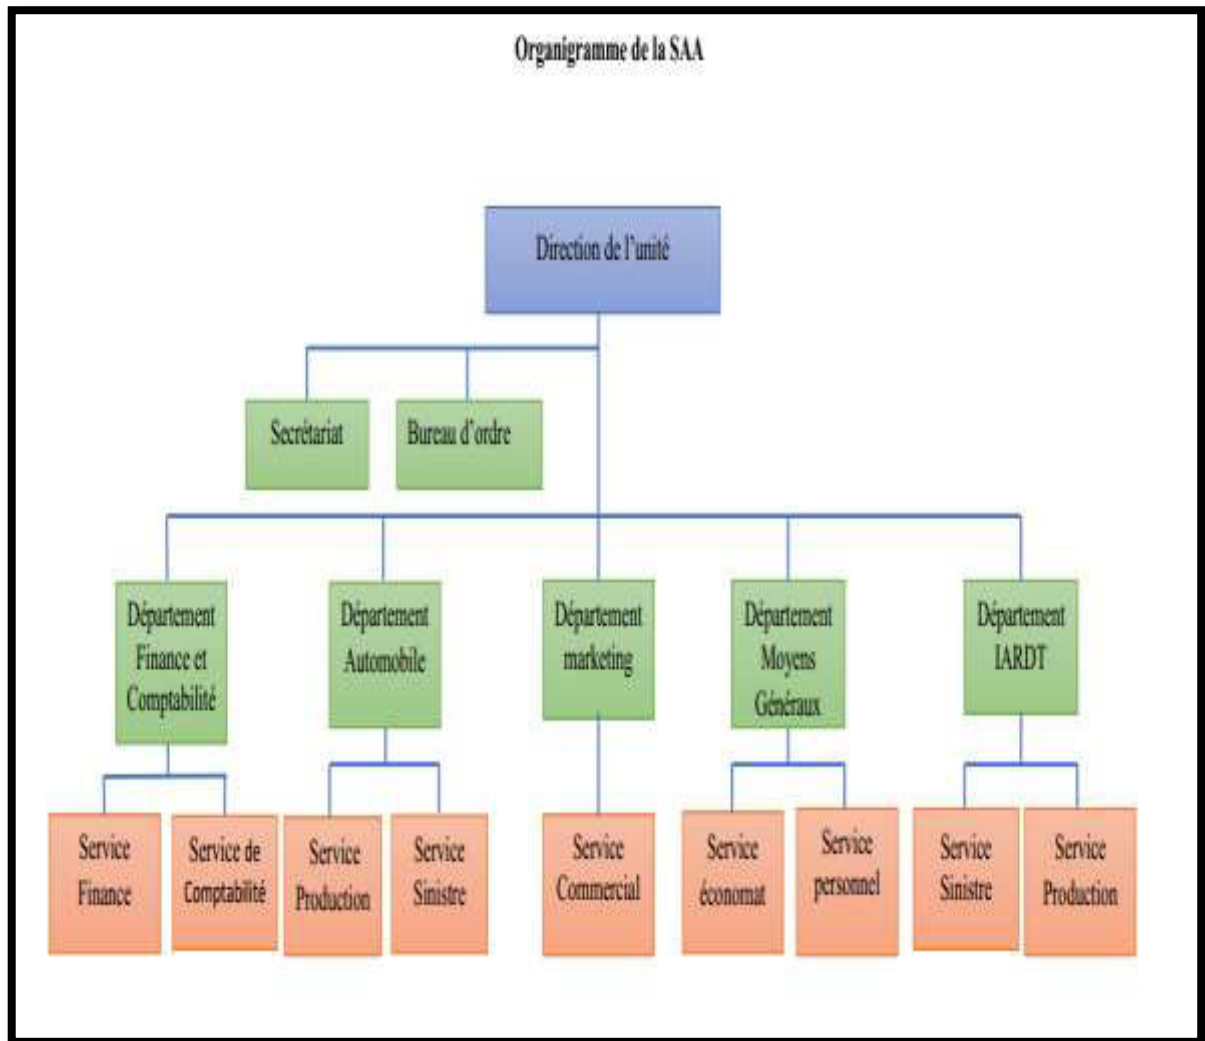 Organigramme de la SAA
Direction de l'unité
Secrétariat
Bureau d'ordre
Département
Finance et
Comptabilité
Département
Automobile
Département
marketing
Département
Moyens
Généraux
Département
IARDT
Service
Finance
Service de
Comptabilité
Service
Production
Service
Sinistre
Service
Commercial
Service
économat
Service
personnel
Service
Sinistre
Service
Production